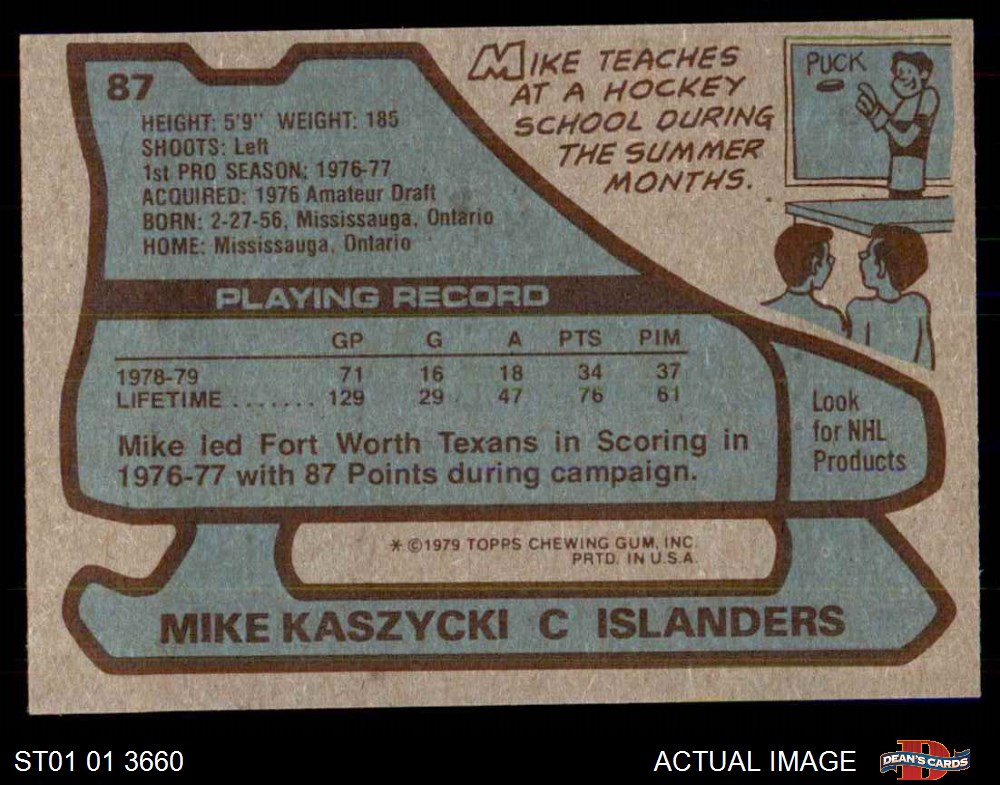 87
HEIGHT: 5'9" WEIGHT: 185
SHOOTS: Left
1st PRO SEASON: 1976-77
ACQUIRED: 1976 Amateur Draft
BORN: 2-27-56, Mississauga, Ontario
HOME: Mississauga, Ontario
MIKE TEACHES
AT A HOCKEY
SCHOOL DURING
THE SUMMER
MONTHS.
PUCK
PLAYING RECORD
GP G A PTS PIM
1978-79 71 16 18 34 37
LIFETIME ....... 129 29 47 76 61
Mike led Fort Worth Texans in Scoring in
1976-77 with 87 Points during campaign.
Look
for NHL
Products
* ©1979 TOPPS CHEWING GUM, INC.
PRTD. IN U.S.A.
MIKE KASZYCKI C ISLANDERS
ST01 01 3660
ACTUAL IMAGE
D
DEAN'S CARDS